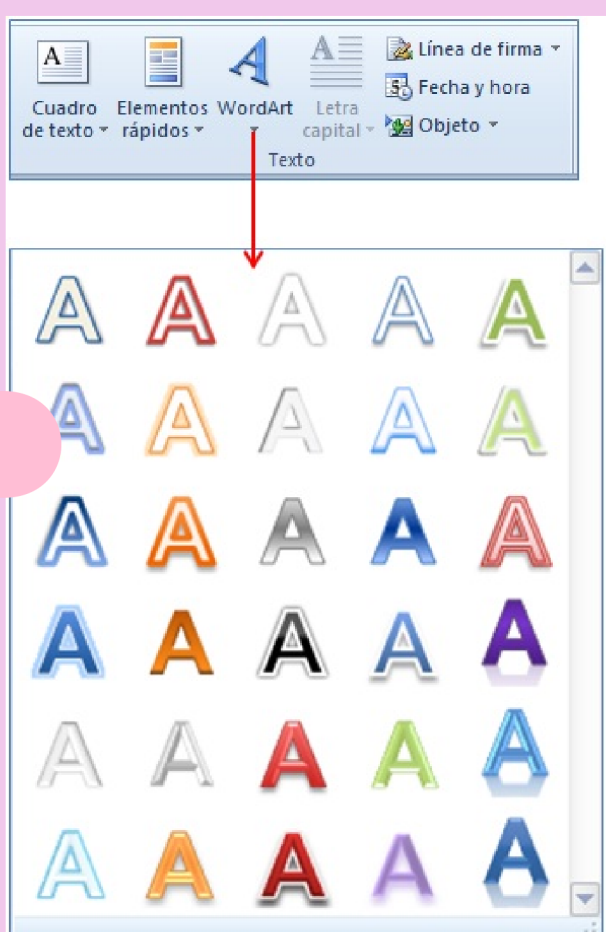 Línea de firma
Fecha y hora
Objeto
Cuadro de texto
Elementos rápidos
WordArt
Letra capital
Texto
A A A A A
A A A A A
A A A A A
A A A A A
A A A A A
A A A A A